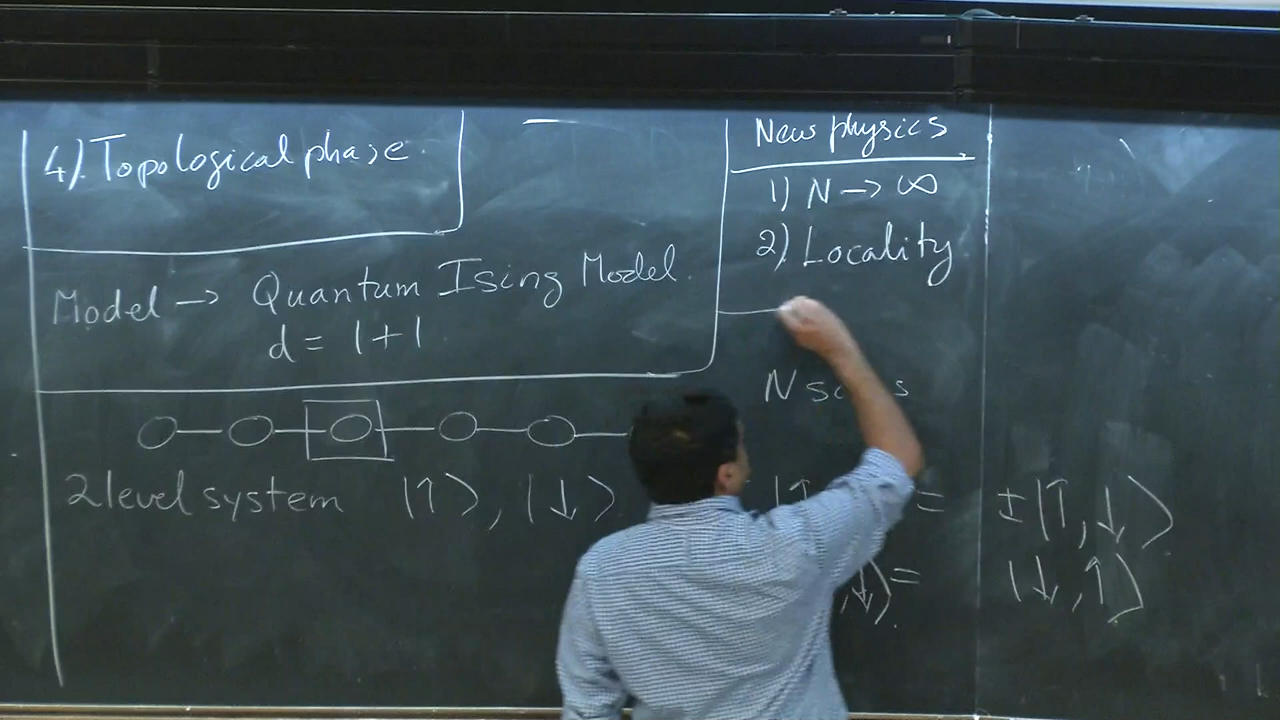 4). Topological phase.
Model → Quantum Ising Model.
d = 1+1
2 level system |↑⟩, |↓⟩
New physics
1) N → ∞
2) Locality
N
= ±|↑,↓⟩
,↓⟩ = |↓,↑⟩